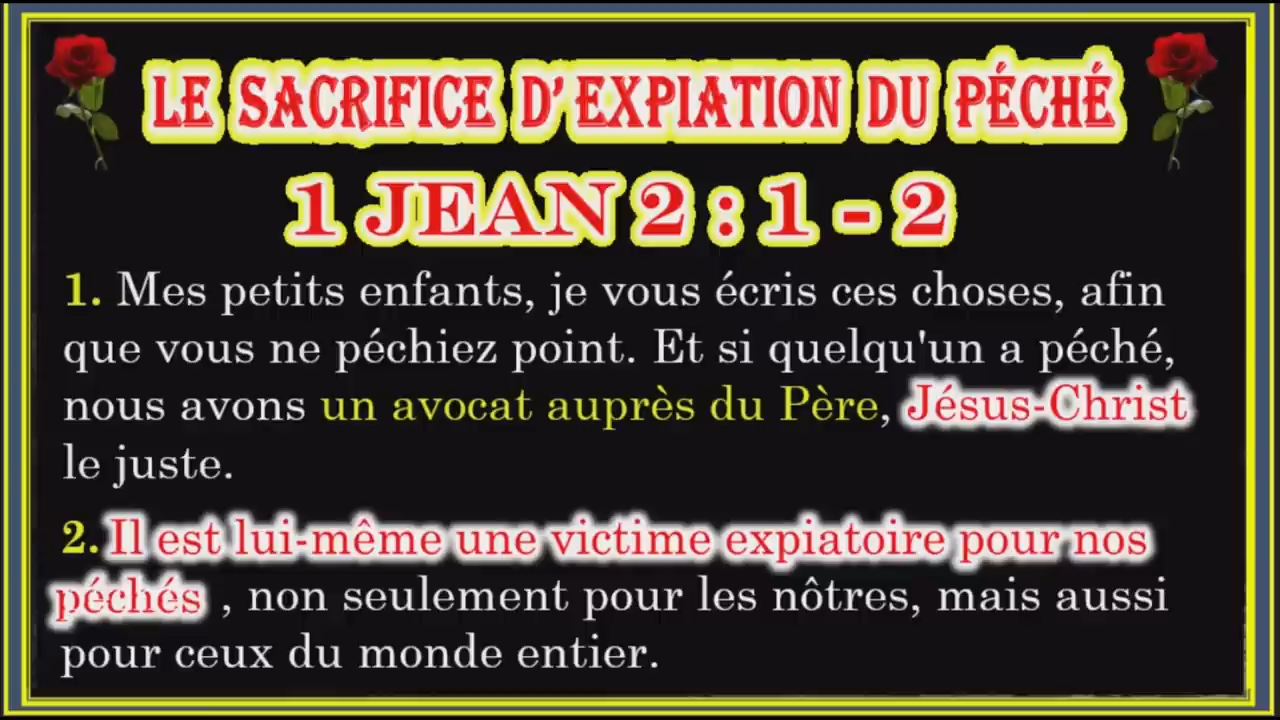 LE SACRIFICE D'EXPIATION DU PÉCHÉ
1 JEAN 2 : 1 - 2
1. Mes petits enfants, je vous écris ces choses, afin
que vous ne péchiez point. Et si quelqu'un a péché,
nous avons un avocat auprès du Père, Jésus-Christ
le juste.
2. Il est lui-même une victime expiatoire pour nos
péchés , non seulement pour les nôtres, mais aussi
pour ceux du monde entier.